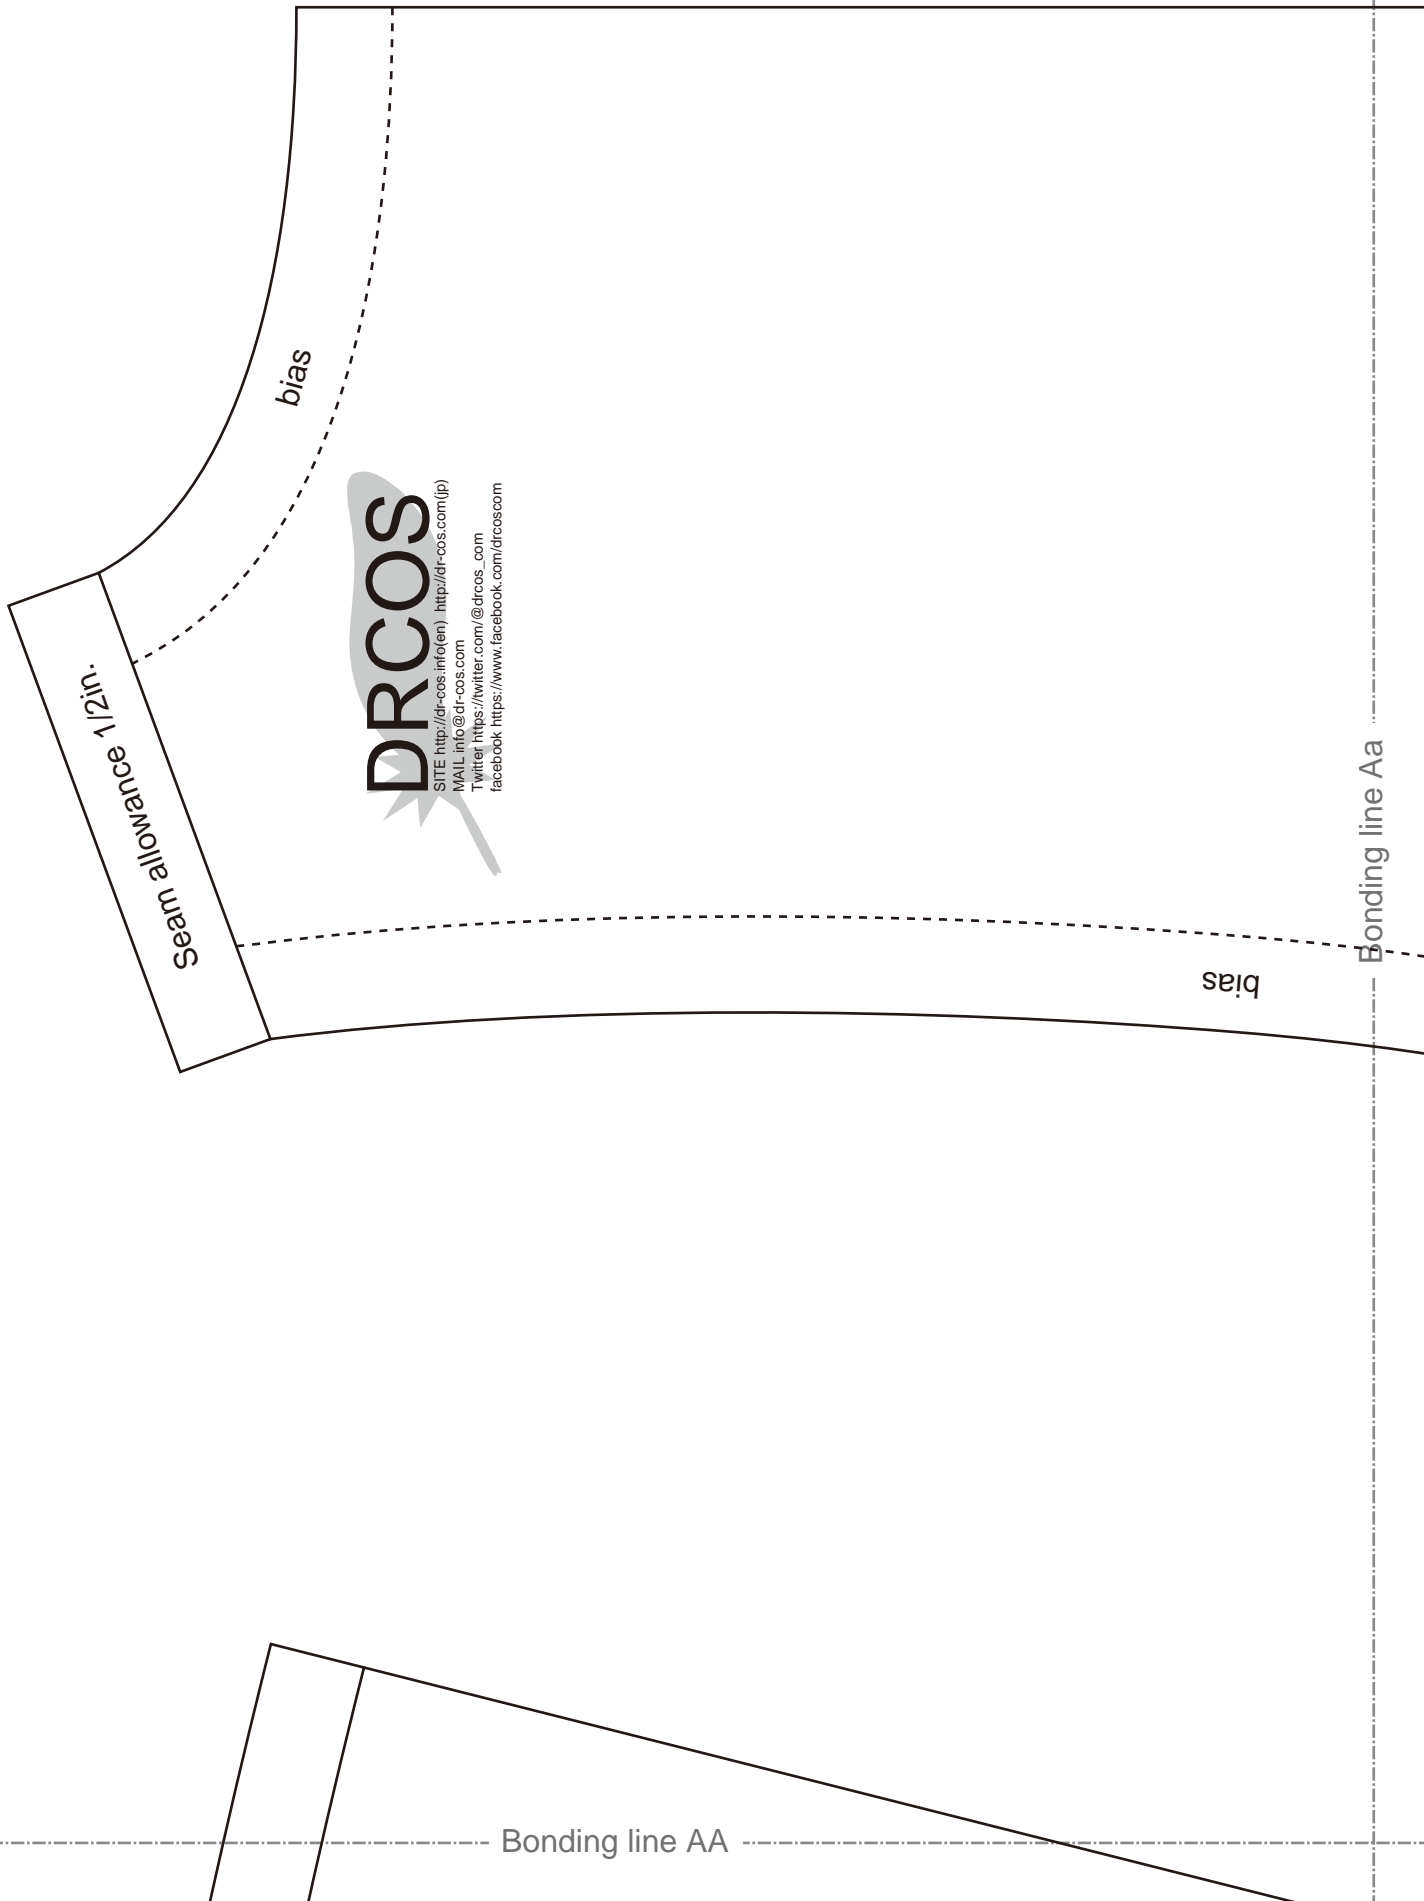 bias
DRCOS
SITE http://dr-cos.info(en) http://dr-cos.com(jp)
MAIL info@dr-cos.com
Twitter https://twitter.com/@drcos_com
facebook https://www.facebook.com/drcoscom
Seam allowance 1/2in.
Bonding line Aa
bias
Bonding line AA